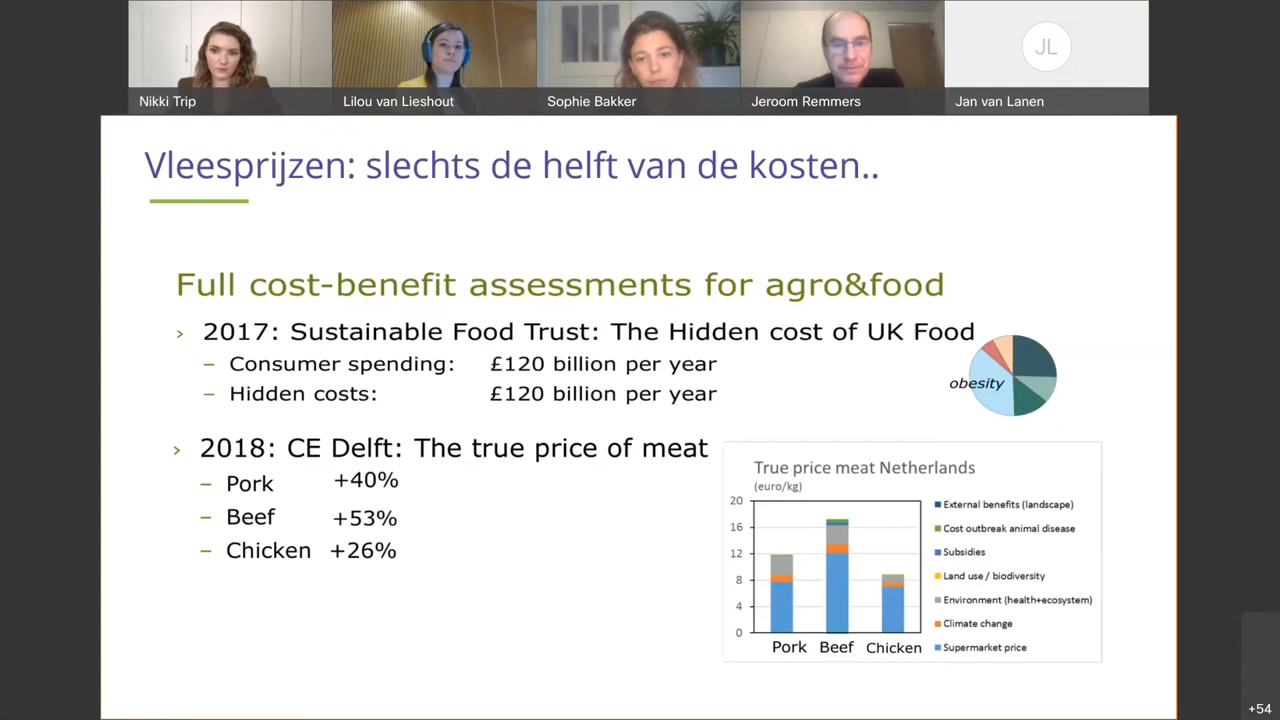 Nikki Trip
Lilou van Lieshout
Sophie Bakker
Jeroom Remmers
JL
Jan van Lanen
Vleesprijzen: slechts de helft van de kosten..
Full cost-benefit assessments for agro&food
› 2017: Sustainable Food Trust: The Hidden cost of UK Food
– Consumer spending: £120 billion per year
– Hidden costs: £120 billion per year
obesity
› 2018: CE Delft: The true price of meat
– Pork +40%
– Beef +53%
– Chicken +26%
True price meat Netherlands
(euro/kg)
20
16
12
8
4
0
Pork Beef Chicken
External benefits (landscape)
Cost outbreak animal disease
Subsidies
Land use / biodiversity
Environment (health+ecosystem)
Climate change
Supermarket price
+54